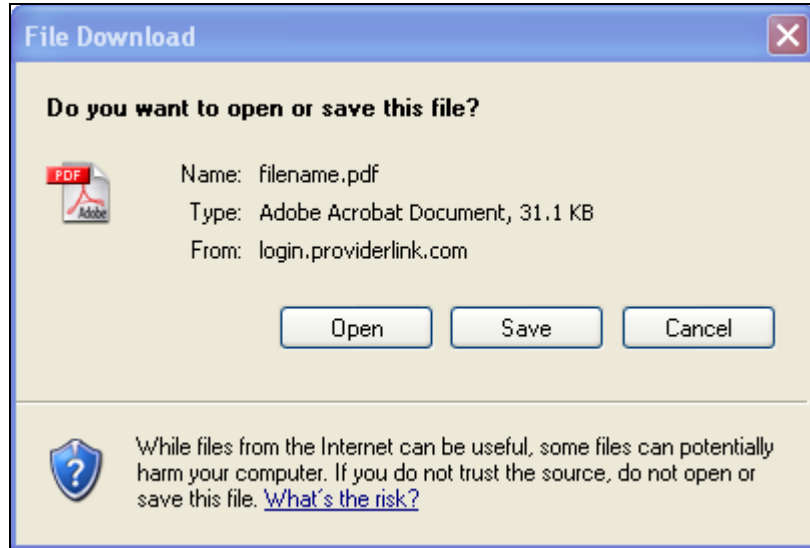 File Download
Do you want to open or save this file?
PDF
Adobe
Name: filename.pdf
Type: Adobe Acrobat Document, 31.1 KB
From: login.providerlink.com
Open Save Cancel
While files from the Internet can be useful, some files can potentially
harm your computer. If you do not trust the source, do not open or
save this file. What's the risk?